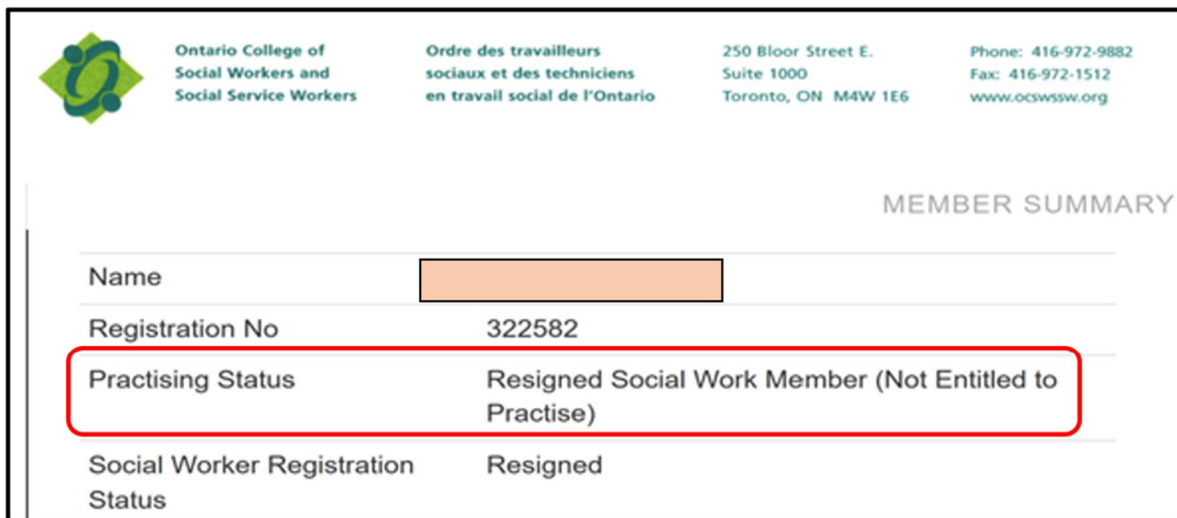 Ontario College of
Social Workers and
Social Service Workers
Ordre des travailleurs
sociaux et des techniciens
en travail social de l'Ontario
250 Bloor Street E.
Suite 1000
Toronto, ON M4W 1E6
Phone: 416-972-9882
Fax: 416-972-1512
www.ocswssw.org
MEMBER SUMMARY
Name
Registration No 322582
Practising Status Resigned Social Work Member (Not Entitled to
Practise)
Social Worker Registration Resigned
Status